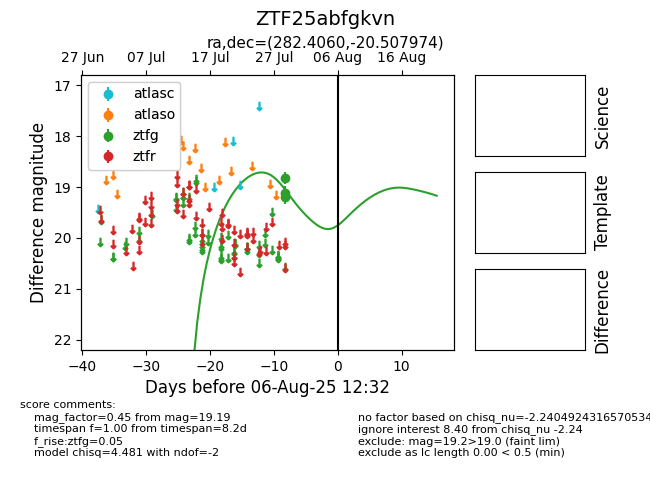 ZTF25abfgkvn
ra,dec=(282.4060,-20.507974)
27 Jun 07 Jul 17 Jul 27 Jul 06 Aug 16 Aug
17
18
19
20
21
22
Difference magnitude
atlasc
atlaso
ztfg
ztfr
−40 −30 −20 −10 0 10
Days before 06-Aug-25 12:32
Science
Template
Difference
score comments:
mag_factor=0.45 from mag=19.19
timespan f=1.00 from timespan=8.2d
f_rise:ztfg=0.05
model chisq=4.481 with ndof=-2
no factor based on chisq_nu=-2.2404924316570534
ignore interest 8.40 from chisq_nu -2.24
exclude: mag=19.2>19.0 (faint lim)
exclude as lc length 0.00 < 0.5 (min)